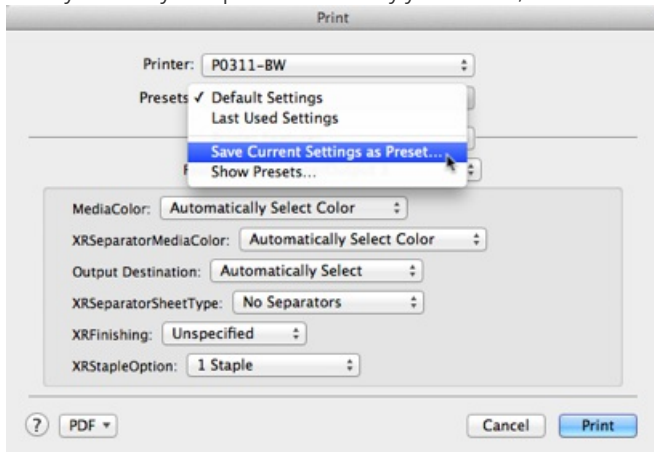 Print
Printer: P0311-BW
Presets ✓ Default Settings
Last Used Settings
Save Current Settings as Preset...
Show Presets...
MediaColor: Automatically Select Color
XRSeparatorMediaColor: Automatically Select Color
Output Destination: Automatically Select
XRSeparatorSheetType: No Separators
XRFinishing: Unspecified
XRStapleOption: 1 Staple
? PDF ▾
Cancel Print